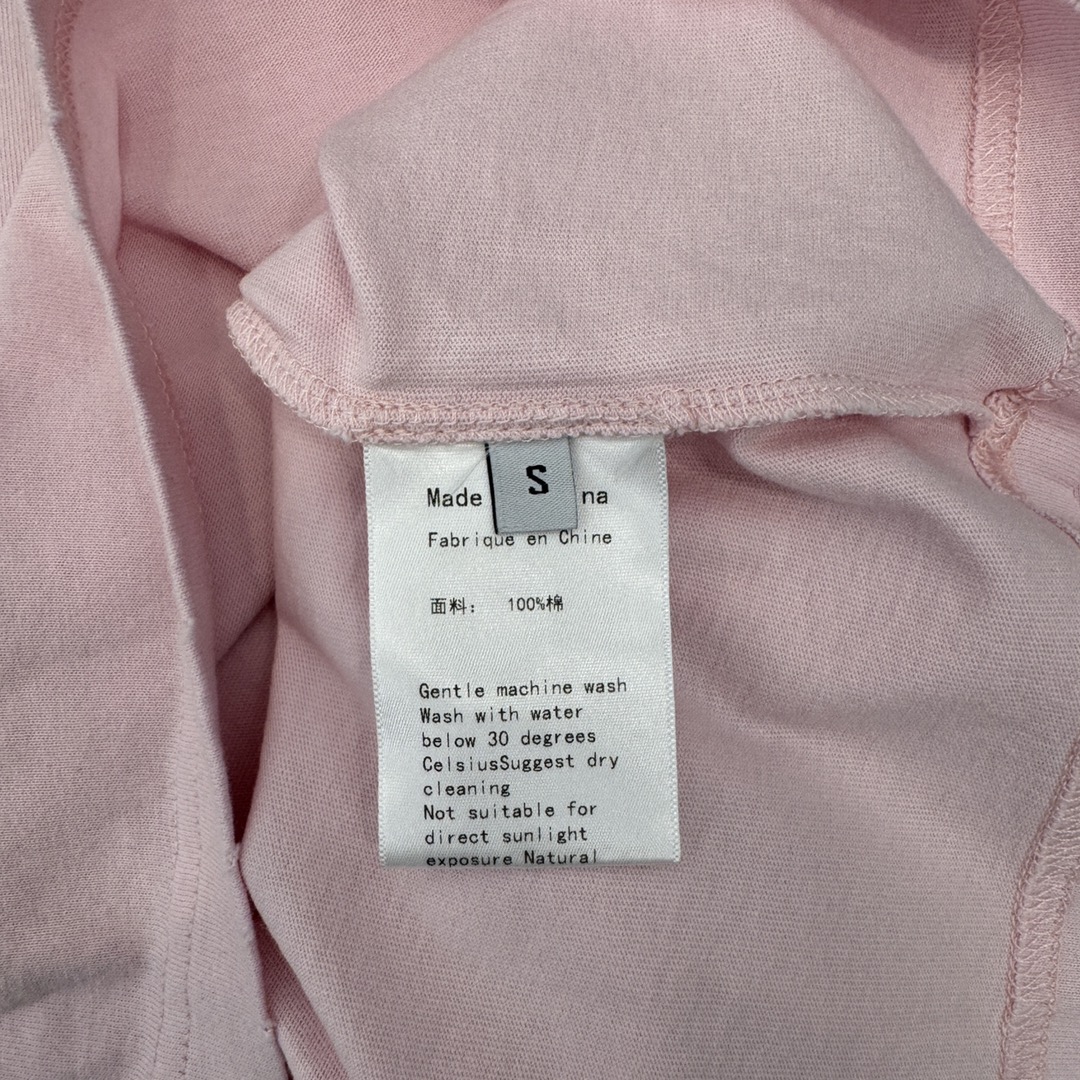 S
Made na
Fabrique en Chine
面料： 100%棉
Gentle machine wash
Wash with water
below 30 degrees
CelsiusSuggest dry
cleaning
Not suitable for
direct sunlight
exposure Natural